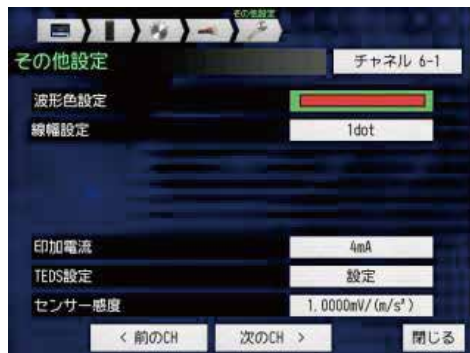 その他設定
その他設定 チャネル 6-1
波形色設定
線幅設定 1dot
印加電流 4mA
TEDS設定 設定
センサー感度 1.0000mV/(m/s²)
< 前のCH 次のCH > 閉じる